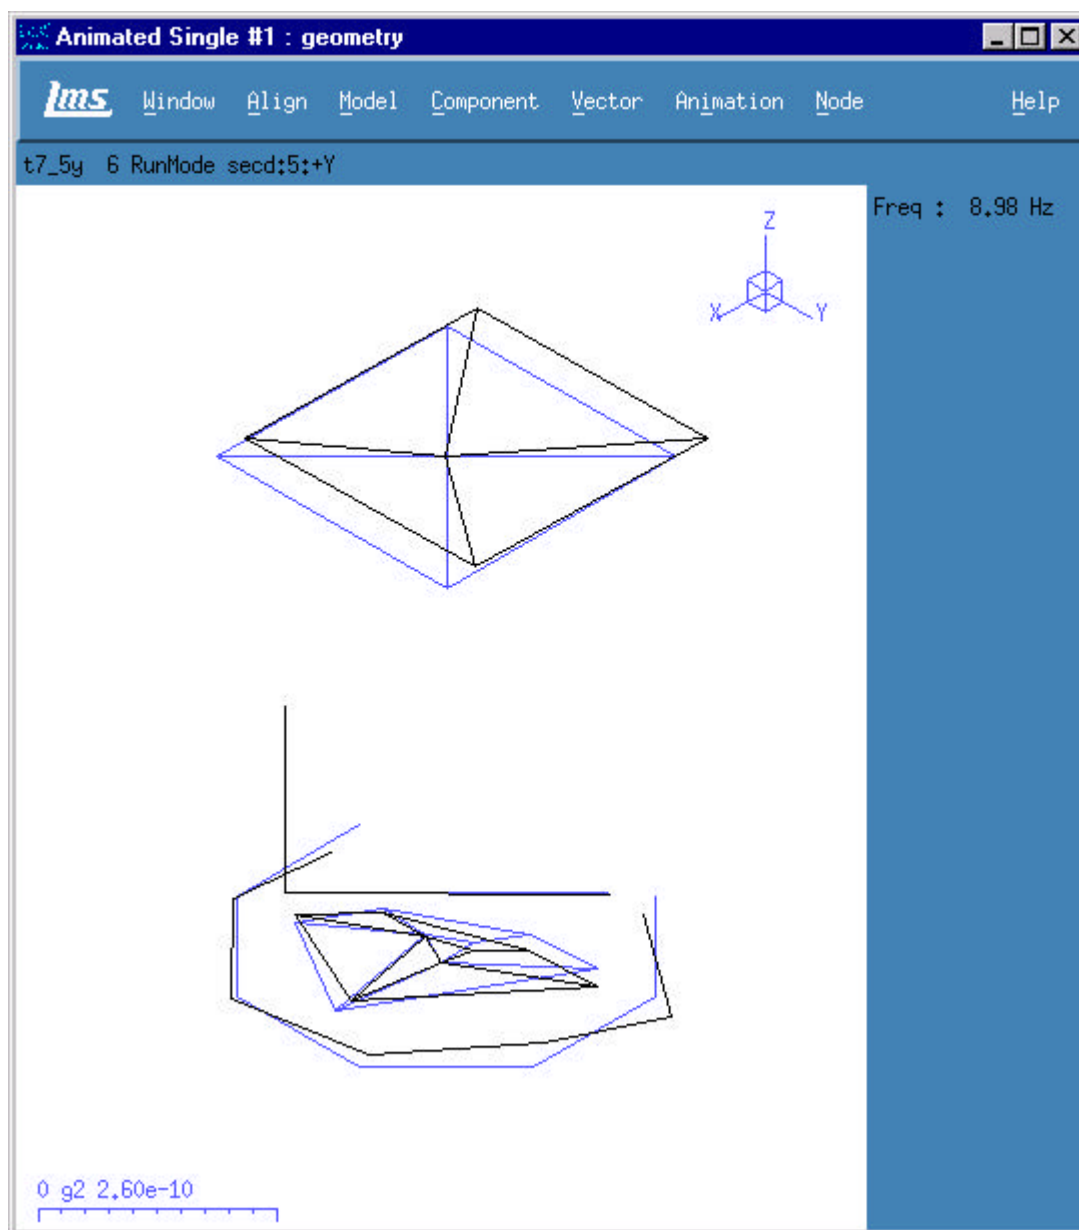 Animated Single #1 : geometry
lms Window Align Model Component Vector Animation Node Help
t7_5y 6 RunMode secd:5:+Y
Freq : 8.98 Hz
Z
X Y
0 g2 2.60e-10